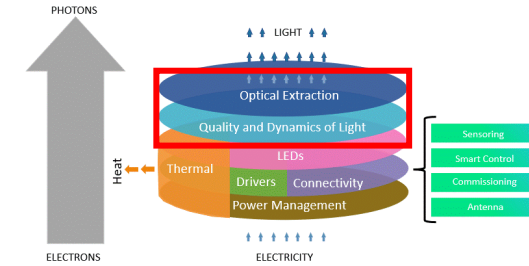 PHOTONS
LIGHT
Optical Extraction
Quality and Dynamics of Light
LEDs
Thermal
Heat
Drivers
Connectivity
Power Management
Sensoring
Smart Control
Commissioning
Antenna
ELECTRONS
ELECTRICITY